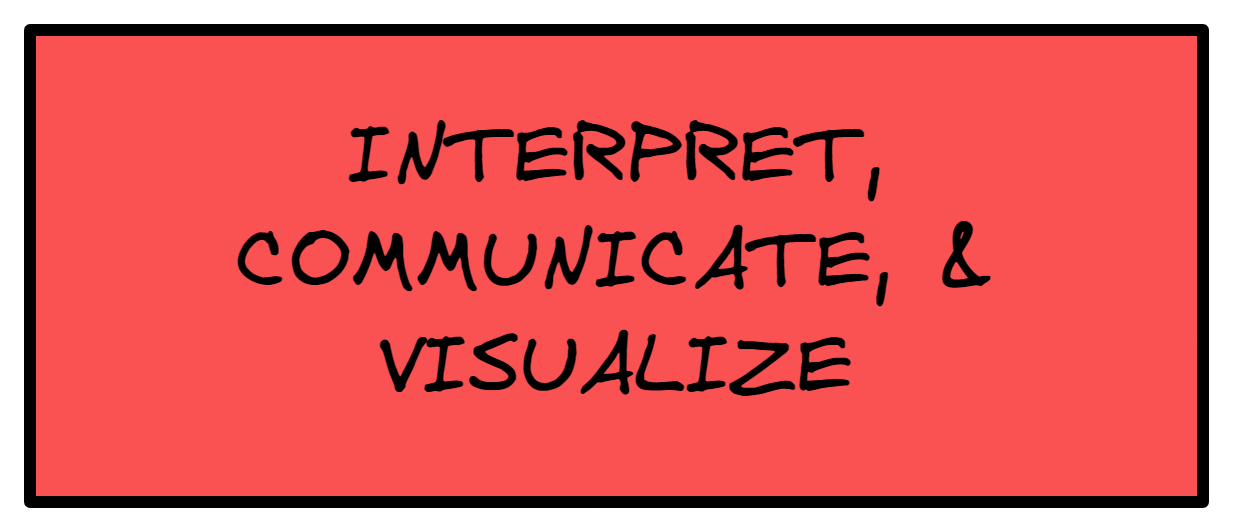 INTERPRET,
COMMUNICATE, &
VISUALIZE